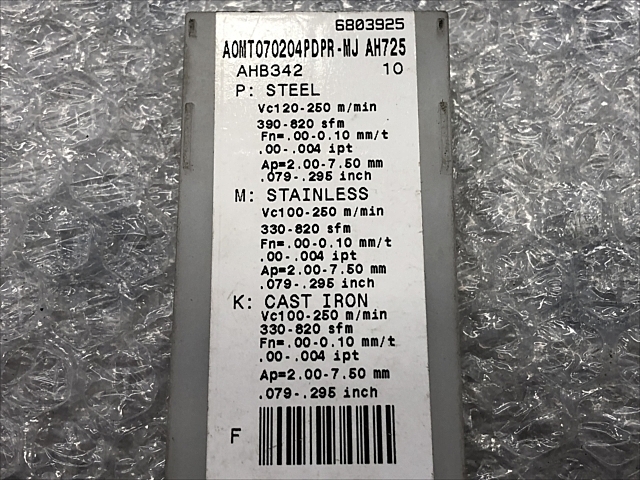 6803925
AOMT070204PDPR-MJ AH725
AHB342 10
P: STEEL
Vc120-250 m/min
390-820 sfm
Fn=.00-0.10 mm/t
.00-.004 ipt
Ap=2.00-7.50 mm
.079-.295 inch
M: STAINLESS
Vc100-250 m/min
330-820 sfm
Fn=.00-0.10 mm/t
.00-.004 ipt
Ap=2.00-7.50 mm
.079-.295 inch
K: CAST IRON
Vc100-250 m/min
330-820 sfm
Fn=.00-0.10 mm/t
.00-.004 ipt
Ap=2.00-7.50 mm
.079-.295 inch
F